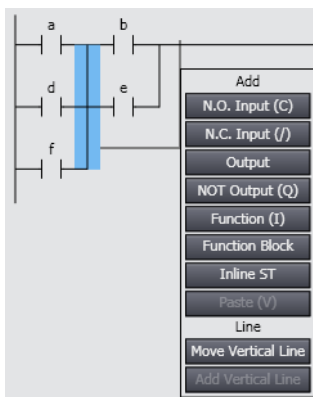 a b
d e
f
Add
N.O. Input (C)
N.C. Input (/)
Output
NOT Output (Q)
Function (I)
Function Block
Inline ST
Paste (V)
Line
Move Vertical Line
Add Vertical Line